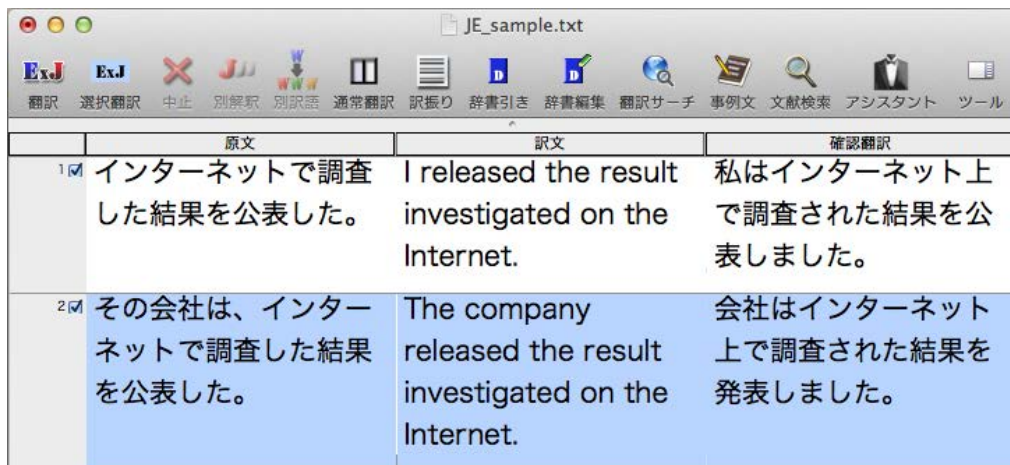 JE_sample.txt
ExJ ExJ
翻訳 選択翻訳 中止 別解釈 別訳語 通常翻訳 訳振り 辞書引き 辞書編集 翻訳サーチ 事例文 文献検索 アシスタント ツール
原文 訳文 確認翻訳
1 インターネットで調査 I released the result 私はインターネット上
した結果を公表した。 investigated on the で調査された結果を公
Internet. 表しました。
2 その会社は、インター The company 会社はインターネット
ネットで調査した結果 released the result 上で調査された結果を
を公表した。 investigated on the 発表しました。
Internet.